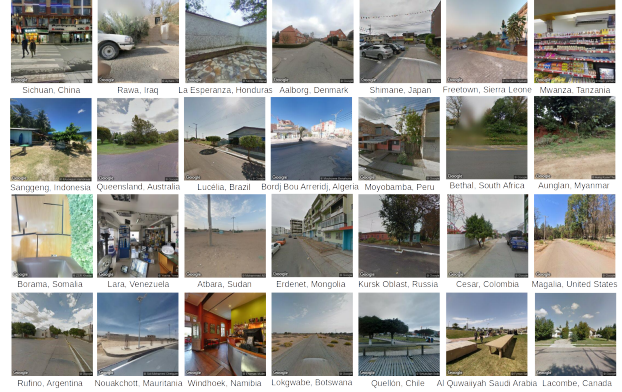 Sichuan, China
Rawa, Iraq
La Esperanza, Honduras
Aalborg, Denmark
Shimane, Japan
Freetown, Sierra Leone
Mwanza, Tanzania
Sanggeng, Indonesia
Queensland, Australia
Lucélia, Brazil
Bordj Bou Arreridj, Algeria
Moyobamba, Peru
Bethal, South Africa
Aunglan, Myanmar
Borama, Somalia
Lara, Venezuela
Atbara, Sudan
Erdenet, Mongolia
Kursk Oblast, Russia
Cesar, Colombia
Magalia, United States
Rufino, Argentina
Nouakchott, Mauritania
Windhoek, Namibia
Lokgwabe, Botswana
Quellón, Chile
Al Quwaiiyah Saudi Arabia
Lacombe, Canada